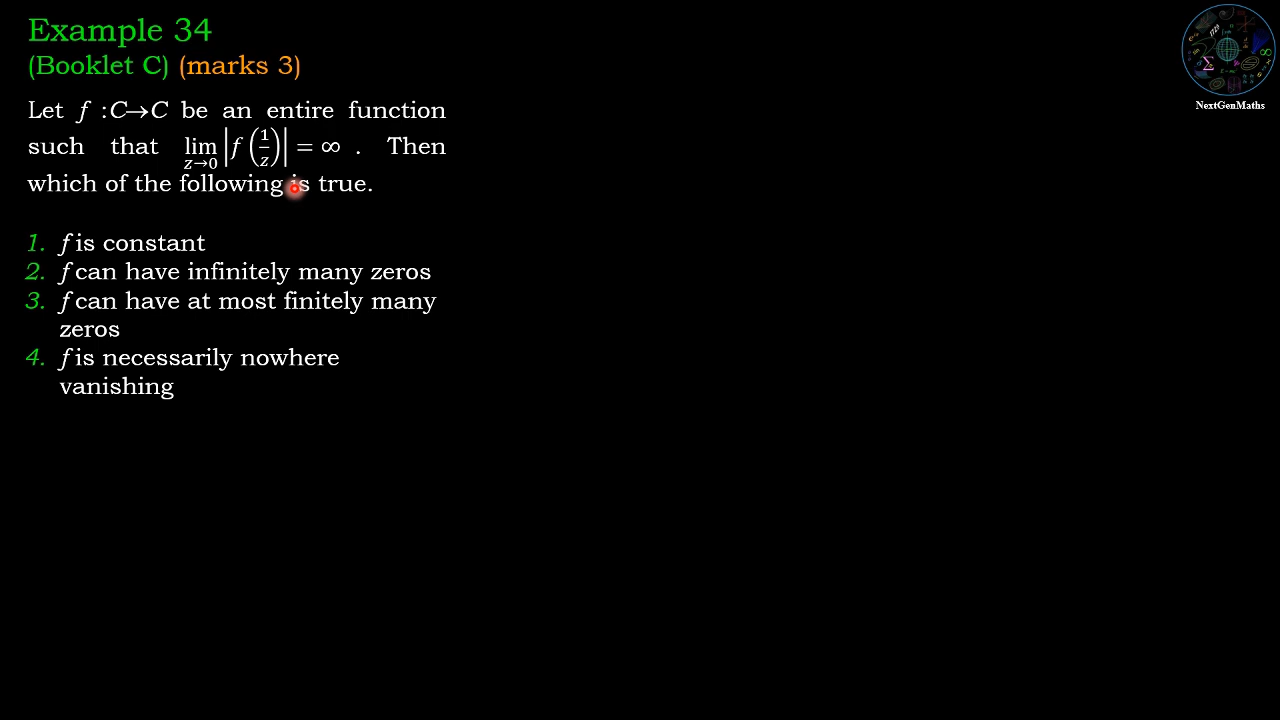 Example 34
(Booklet C) (marks 3)
Let f :C→C be an entire function
such that lim z→0 |f(1/z)| = ∞ . Then
which of the following is true.
1. f is constant
2. f can have infinitely many zeros
3. f can have at most finitely many
zeros
4. f is necessarily nowhere
vanishing
NextGenMaths